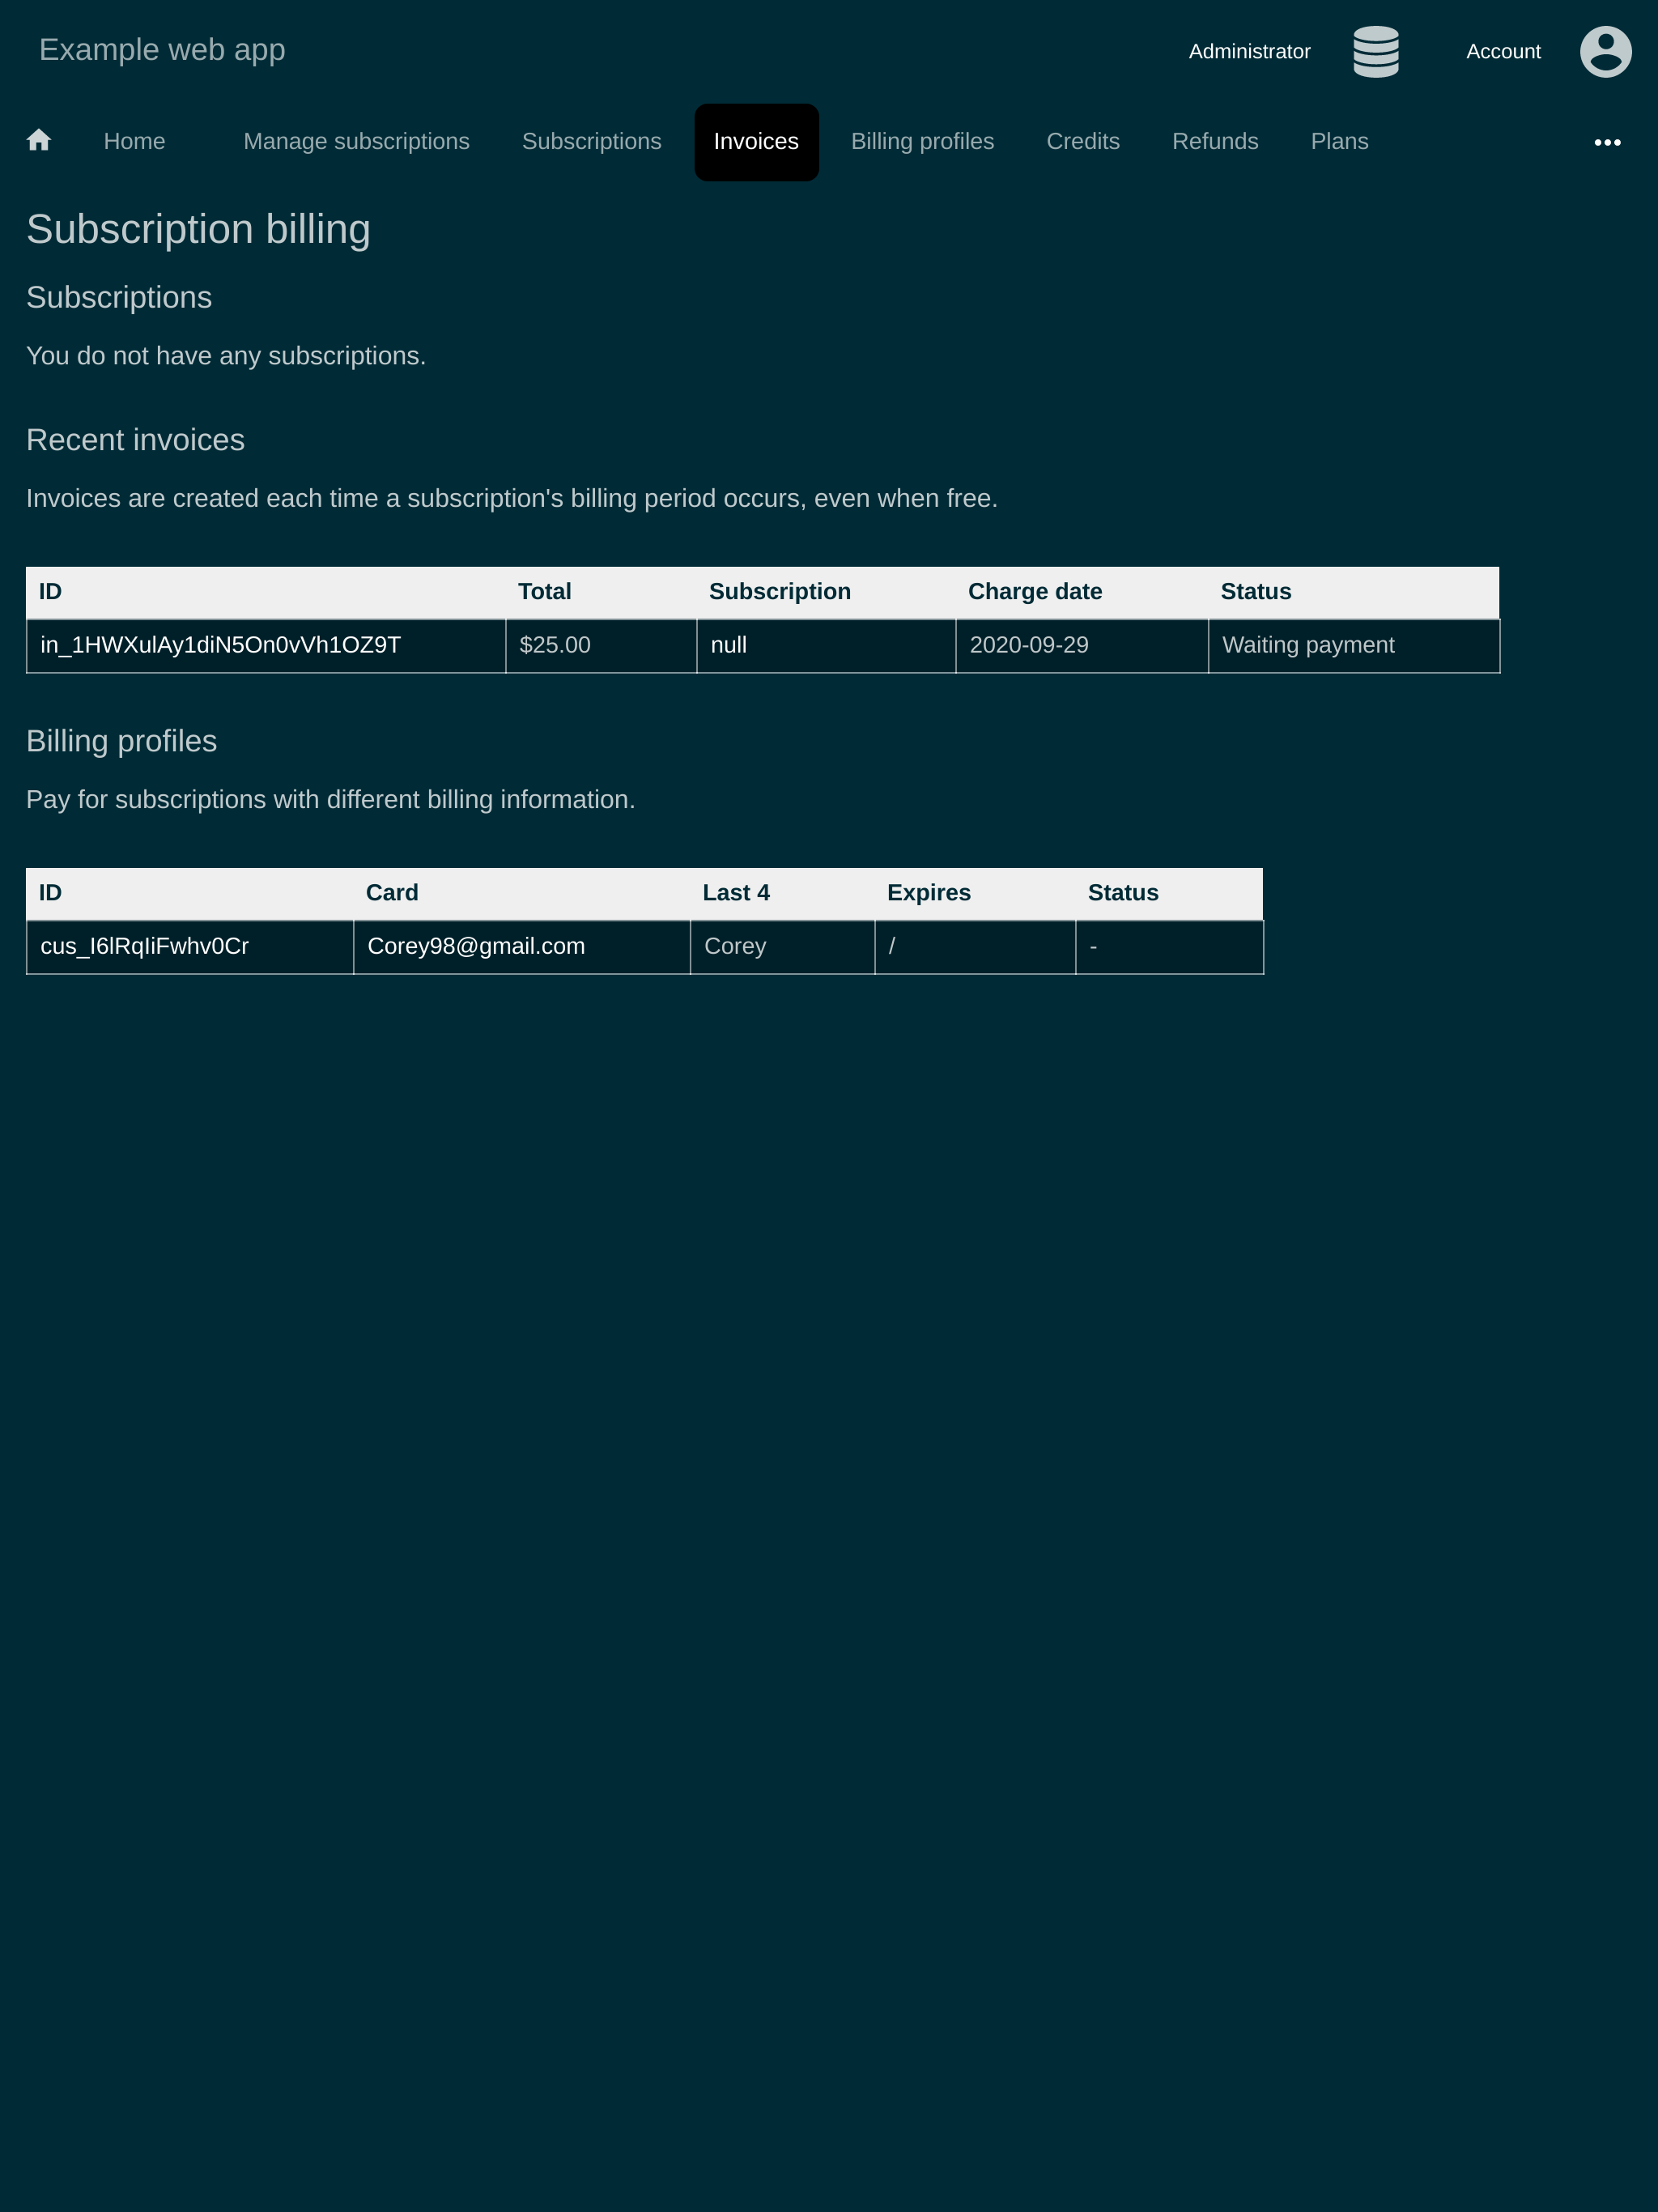 Example web app
Administrator
Account
Home Manage subscriptions Subscriptions Invoices Billing profiles Credits Refunds Plans
Subscription billing
Subscriptions
You do not have any subscriptions.
Recent invoices
Invoices are created each time a subscription's billing period occurs, even when free.
ID Total Subscription Charge date Status
in_1HWXulAy1diN5On0vVh1OZ9T $25.00 null 2020-09-29 Waiting payment
Billing profiles
Pay for subscriptions with different billing information.
ID Card Last 4 Expires Status
cus_I6lRqIiFwhv0Cr Corey98@gmail.com Corey / -